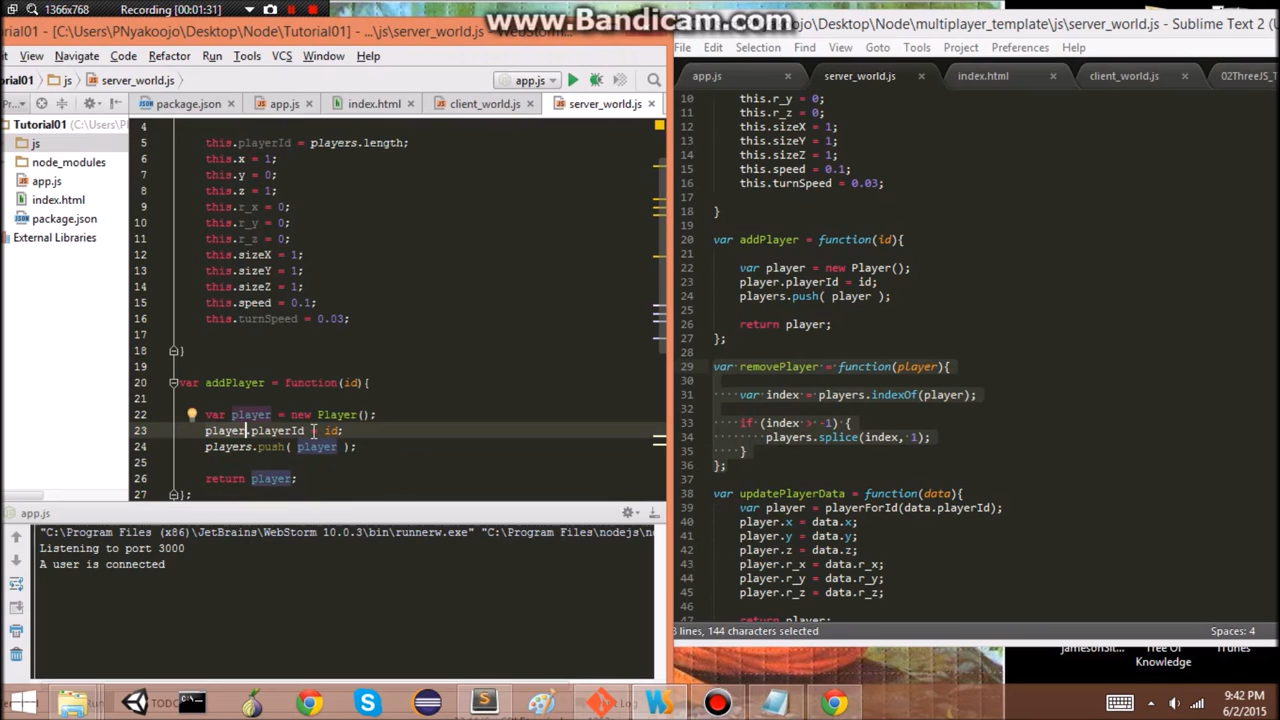 1366x768
Recording [00:01:31]
www.Bandicam.com
orial01 - [C:\Users\PNyakoojo\Desktop\Node\Tutorial01] - ...\js\server_world.js - WebStorm
it View Navigate Code Refactor Run Tools VCS Window Help
orial01 js server_world.js app.js
Pr...
package.json app.js index.html client_world.js server_world.js
Tutorial01 (C:\Users\P
js
node_modules
app.js
index.html
package.json
External Libraries
4
5 this.playerId = players.length;
6 this.x = 1;
7 this.y = 0;
8 this.z = 1;
9 this.r_x = 0;
10 this.r_y = 0;
11 this.r_z = 0;
12 this.sizeX = 1;
13 this.sizeY = 1;
14 this.sizeZ = 1;
15 this.speed = 0.1;
16 this.turnSpeed = 0.03;
17
18 }
19
20 var addPlayer = function(id){
21
22 var player = new Player();
23 player.playerId = id;
24 players.push( player );
25
26 return player;
27 };
app.js
"C:\Program Files (x86)\JetBrains\WebStorm 10.0.3\bin\runnerw.exe" "C:\Program Files\nodejs\no
Listening to port 3000
A user is connected
ojo\Desktop\Node\multiplayer_template\js\server_world.js - Sublime Text 2 (
File Edit Selection Find View Goto Tools Project Preferences Help
app.js server_world.js index.html client_world.js 02ThreeJS_T
10 this.r_y = 0;
11 this.r_z = 0;
12 this.sizeX = 1;
13 this.sizeY = 1;
14 this.sizeZ = 1;
15 this.speed = 0.1;
16 this.turnSpeed = 0.03;
17
18 }
19
20 var addPlayer = function(id){
21
22 var player = new Player();
23 player.playerId = id;
24 players.push( player );
25
26 return player;
27 };
28
29 var removePlayer = function(player){
30
31 var index = players.indexOf(player);
32
33 if (index > -1) {
34 players.splice(index, 1);
35 }
36 };
37
38 var updatePlayerData = function(data){
39 var player = playerForId(data.playerId);
40 player.x = data.x;
41 player.y = data.y;
42 player.z = data.z;
43 player.r_x = data.r_x;
44 player.r_y = data.r_y;
45 player.r_z = data.r_z;
46
47 return player;
8 lines, 144 characters selected Spaces: 4
jameson5it... Tree Of Knowledge iTunes
9:42 PM
6/2/2015